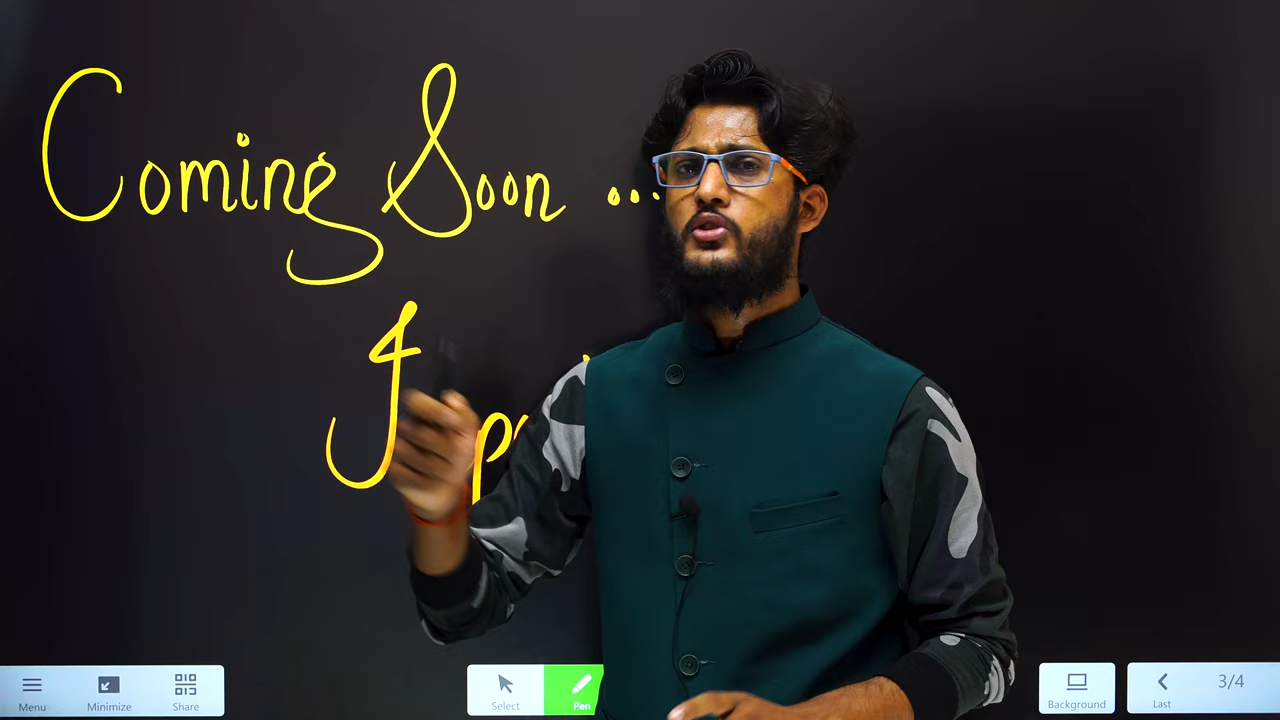 Coming Soon ...
Menu
Minimize
Share
Select
Pen
Background
Last
3/4